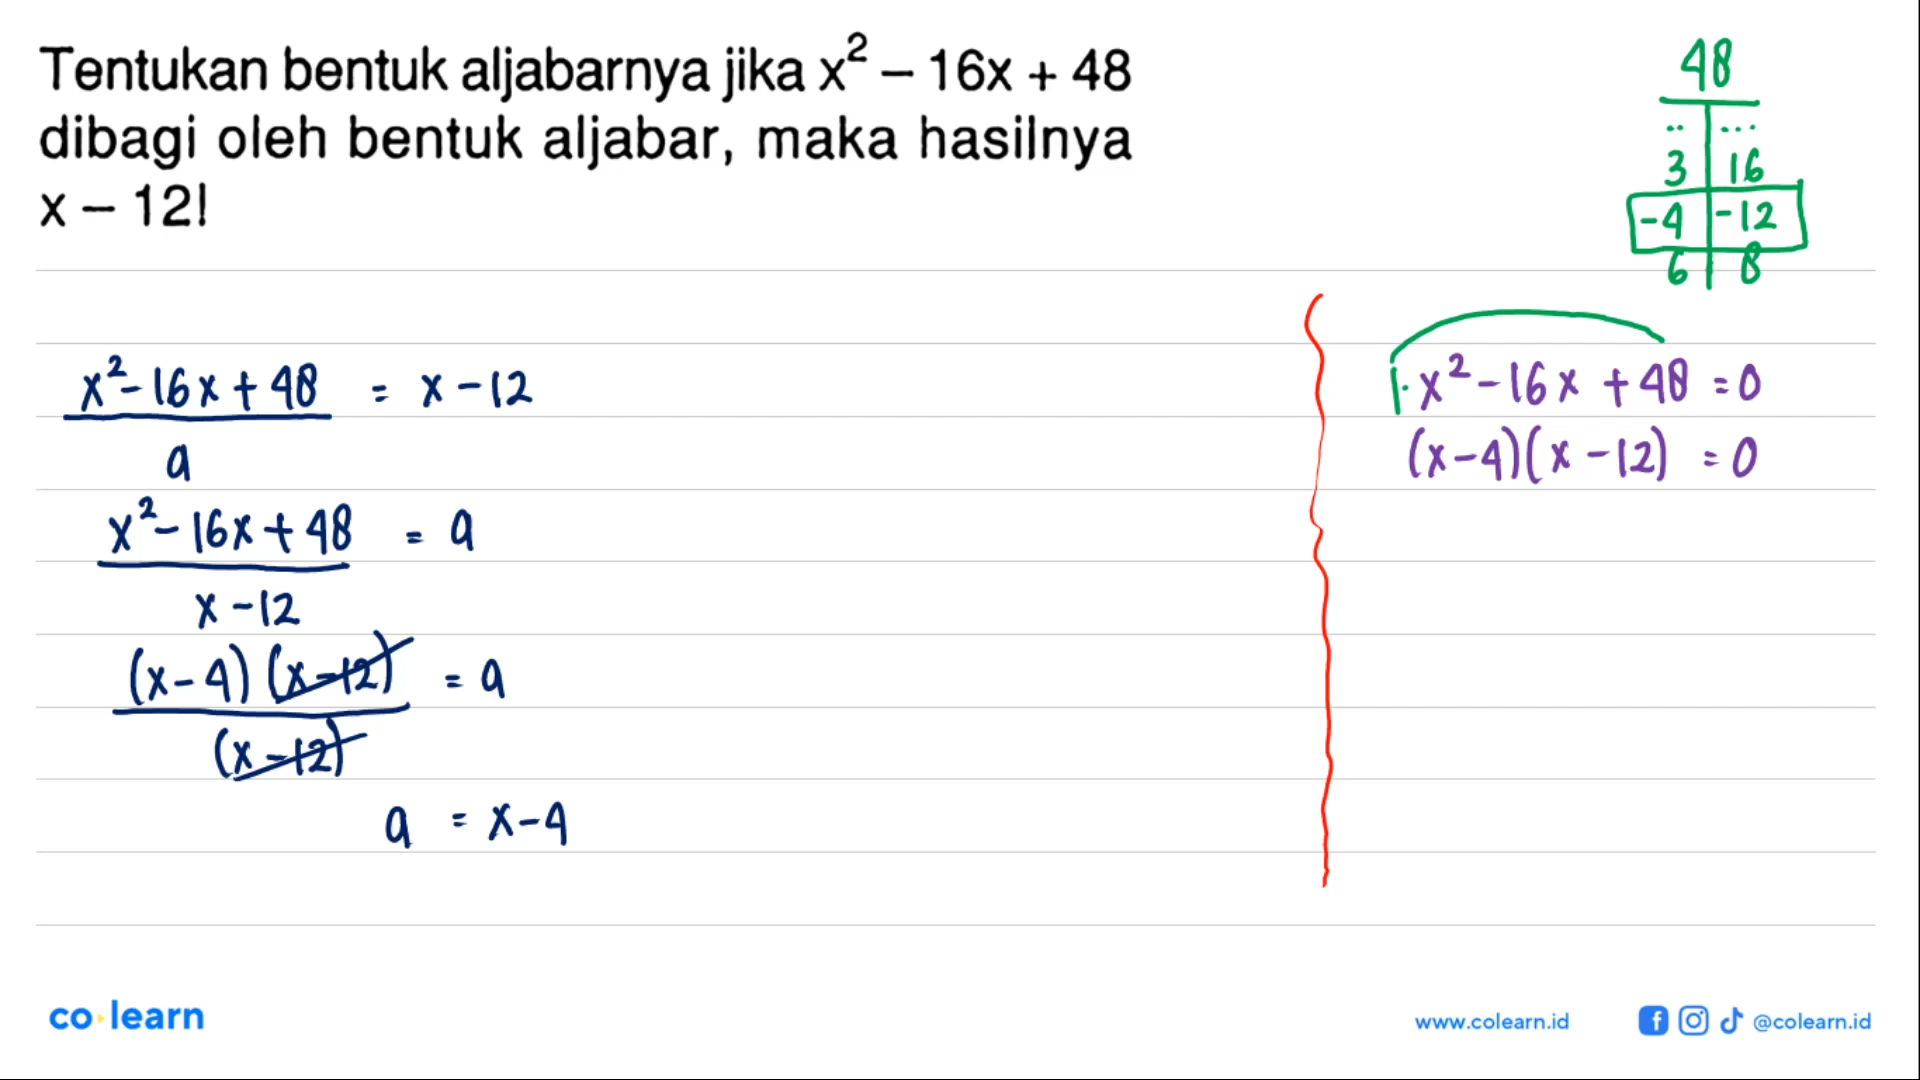 Tentukan bentuk aljabarnya jika x² – 16x + 48
dibagi oleh bentuk aljabar, maka hasilnya
x – 12!
48
.. ...
3 16
-4 -12
6 8
x² - 16x + 48 = x - 12
a
x² - 16x + 48 = a
x - 12
(x - 4) (x - 12) = a
(x - 12)
a = x - 4
1. x² - 16x + 48 = 0
(x - 4)(x - 12) = 0
co learn
www.colearn.id
@colearn.id